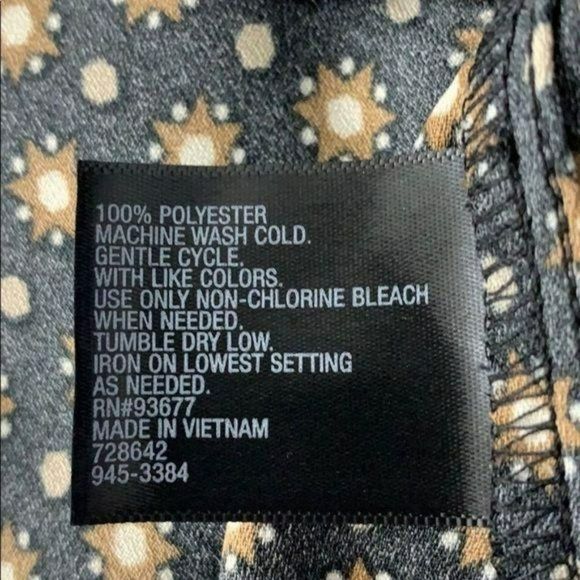 100% POLYESTER
MACHINE WASH COLD.
GENTLE CYCLE.
WITH LIKE COLORS.
USE ONLY NON-CHLORINE BLEACH
WHEN NEEDED.
TUMBLE DRY LOW.
IRON ON LOWEST SETTING
AS NEEDED.
RN#93677
MADE IN VIETNAM
728642
945-3384